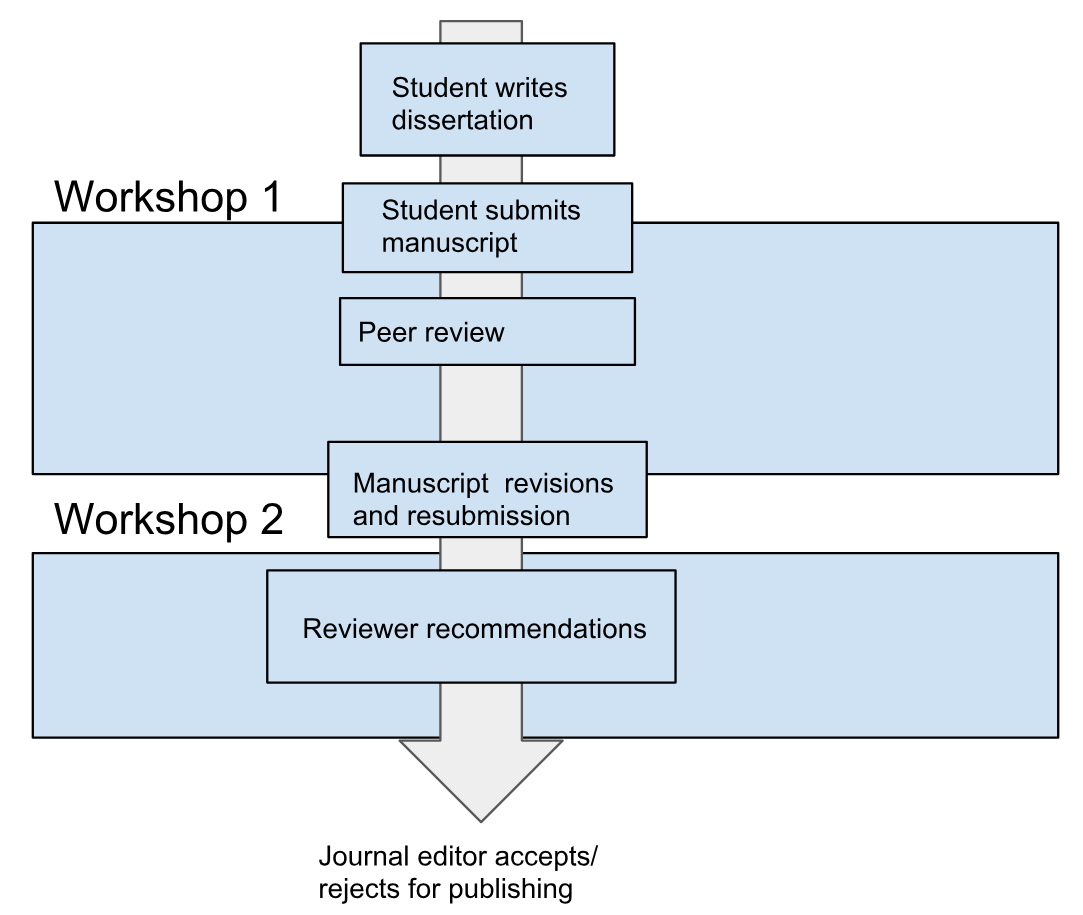 Student writes
dissertation
Workshop 1
Student submits
manuscript
Peer review
Manuscript  revisions
and resubmission
Workshop 2
Reviewer recommendations
Journal editor accepts/
rejects for publishing